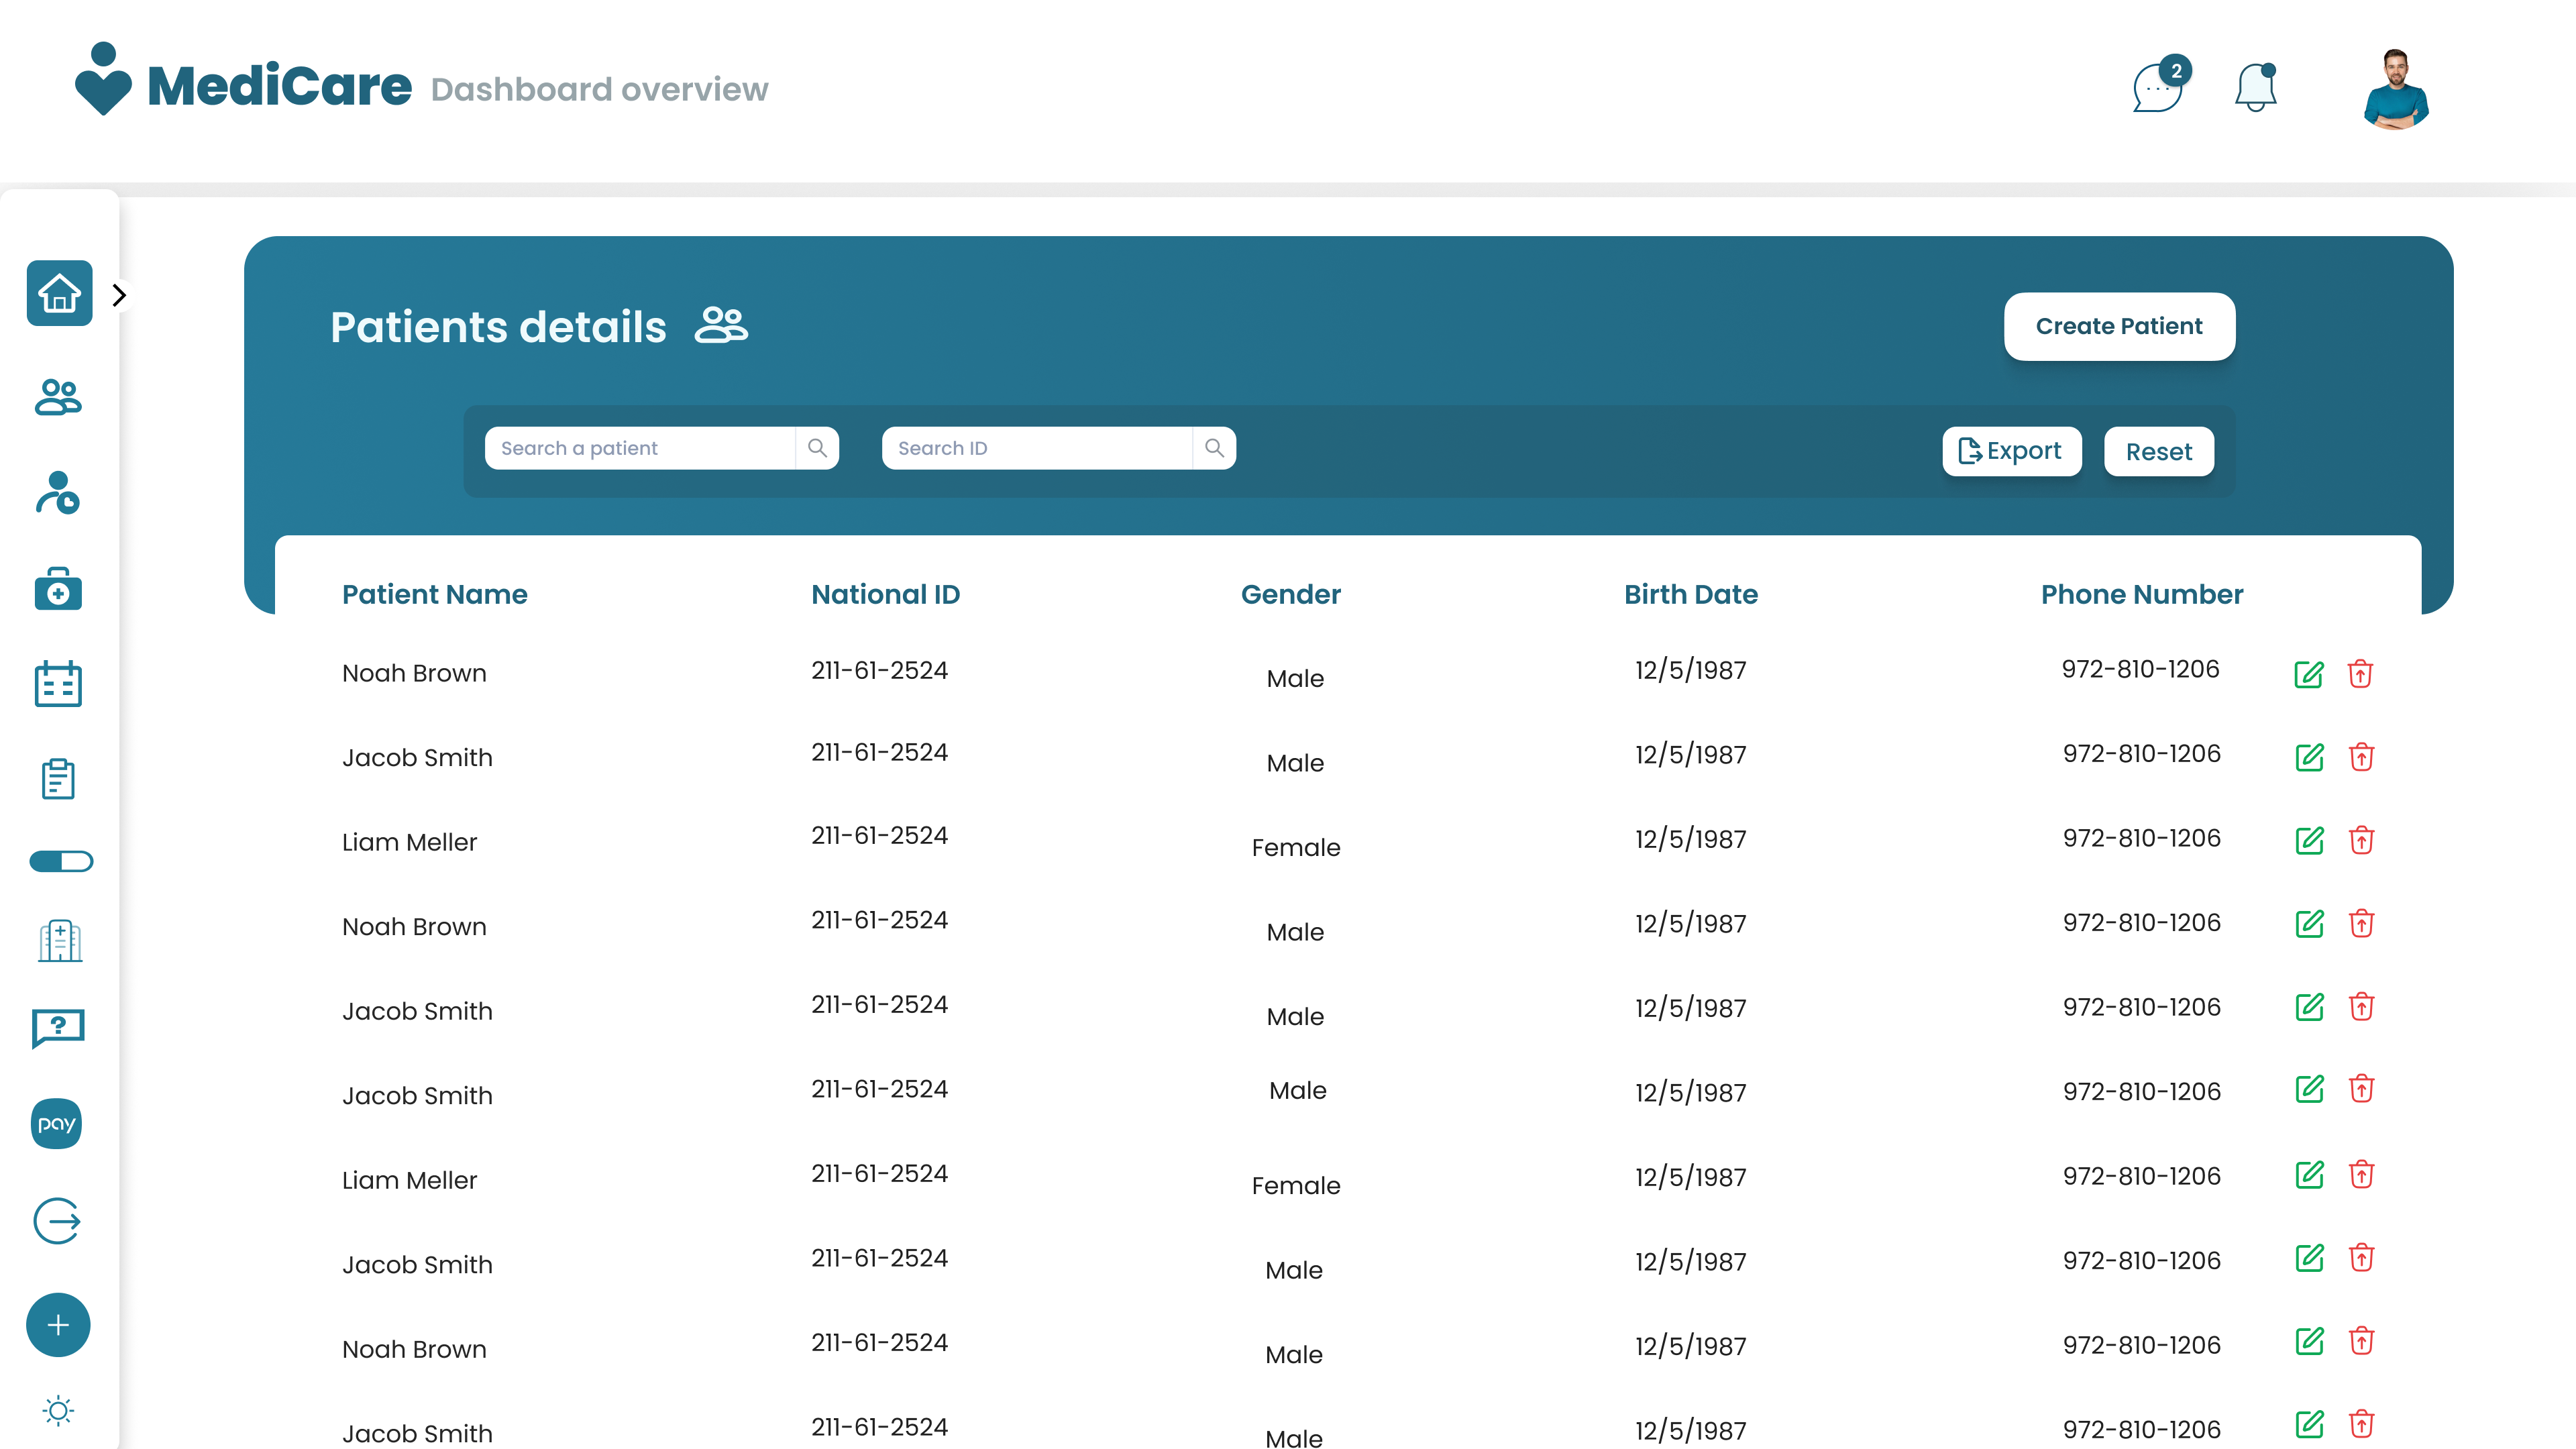 MediCare Dashboard overview
2
Patients details
Create Patient
Search a patient
Search ID
Export
Reset
Patient Name National ID Gender Birth Date Phone Number
Noah Brown 211-61-2524 Male 12/5/1987 972-810-1206
Jacob Smith 211-61-2524 Male 12/5/1987 972-810-1206
Liam Meller 211-61-2524 Female 12/5/1987 972-810-1206
Noah Brown 211-61-2524 Male 12/5/1987 972-810-1206
Jacob Smith 211-61-2524 Male 12/5/1987 972-810-1206
Jacob Smith 211-61-2524 Male 12/5/1987 972-810-1206
Liam Meller 211-61-2524 Female 12/5/1987 972-810-1206
Jacob Smith 211-61-2524 Male 12/5/1987 972-810-1206
Noah Brown 211-61-2524 Male 12/5/1987 972-810-1206
Jacob Smith 211-61-2524 Male 12/5/1987 972-810-1206
?
pay